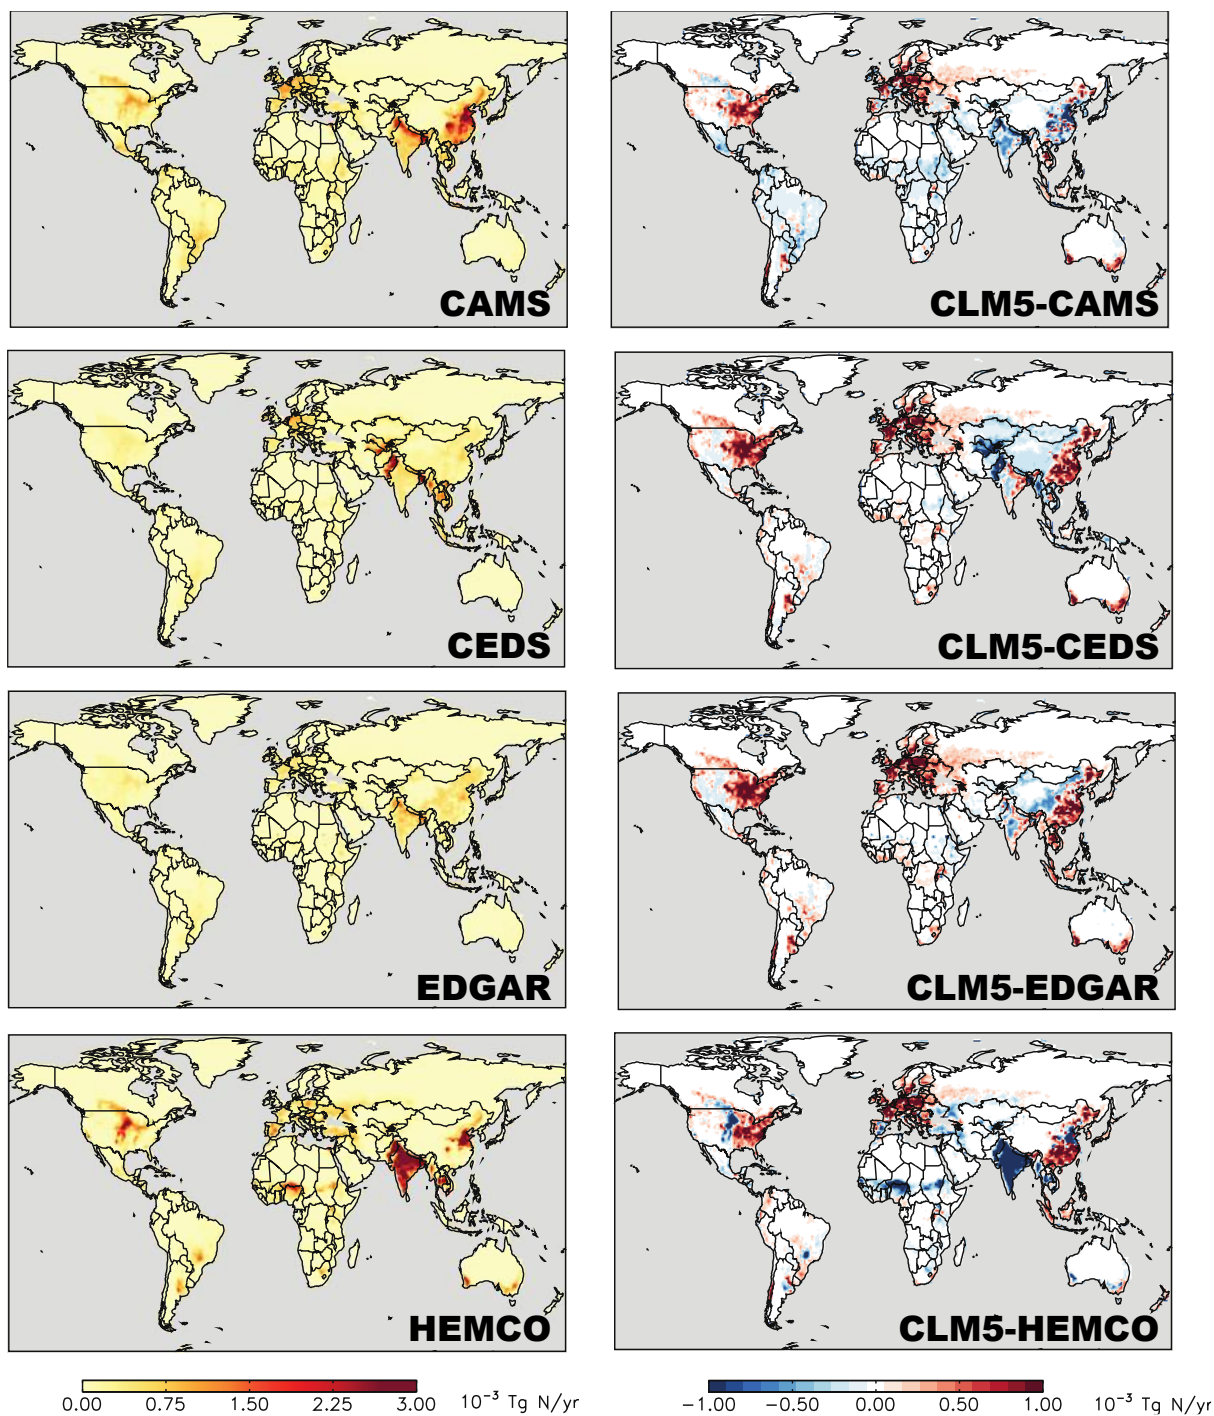 CAMS
CLM5-CAMS
CEDS
CLM5-CEDS
EDGAR
CLM5-EDGAR
HEMCO
CLM5-HEMCO
0.00 0.75 1.50 2.25 3.00 10⁻³ Tg N/yr
−1.00 −0.50 0.00 0.50 1.00 10⁻³ Tg N/yr